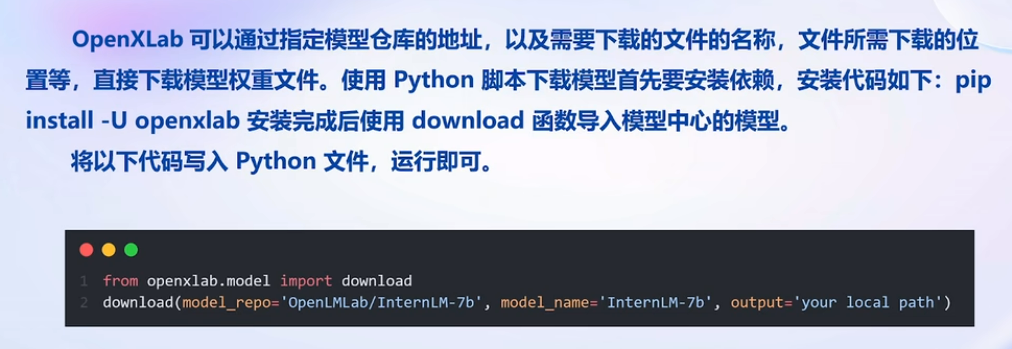 OpenXLab 可以通过指定模型仓库的地址，以及需要下载的文件的名称，文件所需下载的位
置等，直接下载模型权重文件。使用 Python 脚本下载模型首先要安装依赖，安装代码如下：pip
install -U openxlab 安装完成后使用 download 函数导入模型中心的模型。
将以下代码写入 Python 文件，运行即可。
1 from openxlab.model import download
2 download(model_repo='OpenLMLab/InternLM-7b', model_name='InternLM-7b', output='your local path')